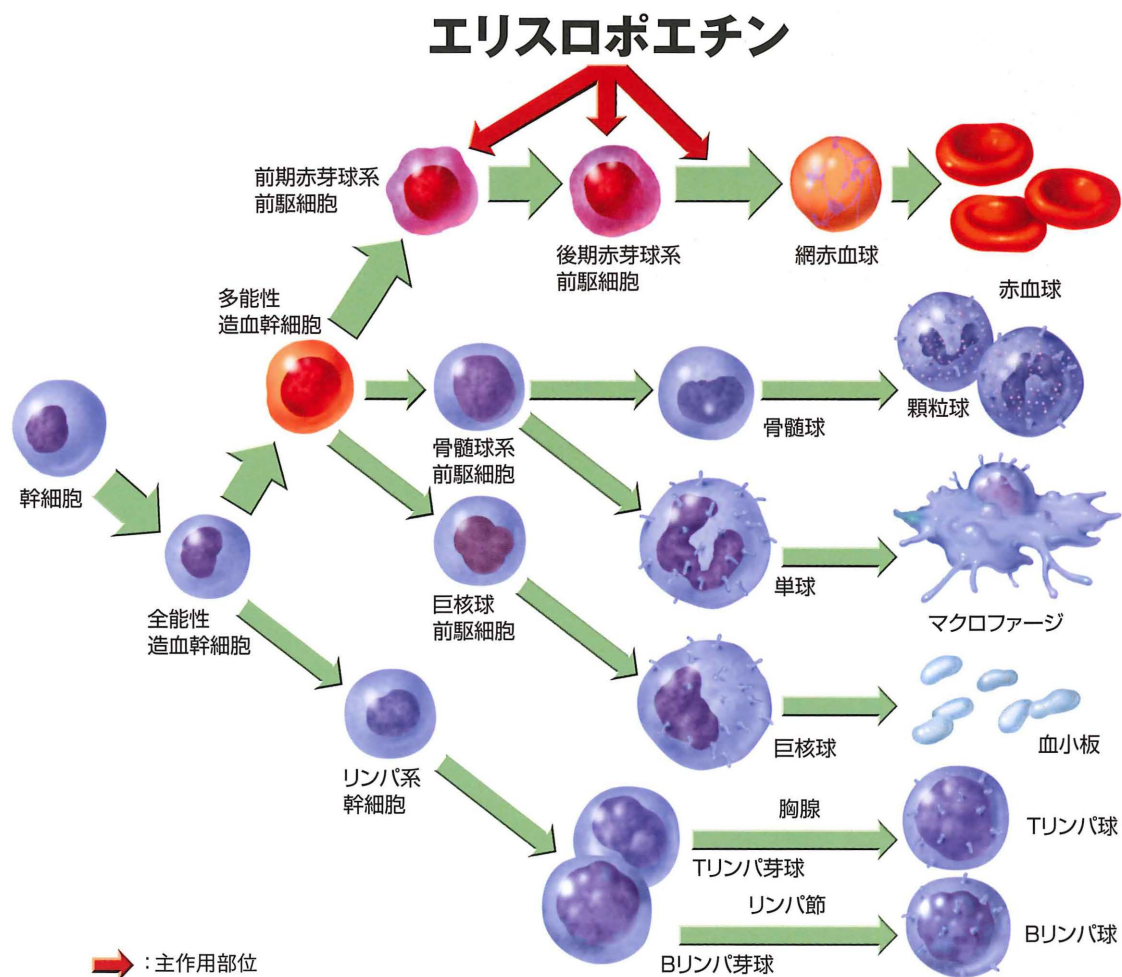 エリスロポエチン
前期赤芽球系
前駆細胞
後期赤芽球系
前駆細胞
網赤血球
赤血球
多能性
造血幹細胞
幹細胞
骨髄球系
前駆細胞
骨髄球
顆粒球
全能性
造血幹細胞
巨核球
前駆細胞
単球
マクロファージ
リンパ系
幹細胞
巨核球
血小板
胸腺
Tリンパ芽球
Tリンパ球
リンパ節
Bリンパ芽球
Bリンパ球
:主作用部位